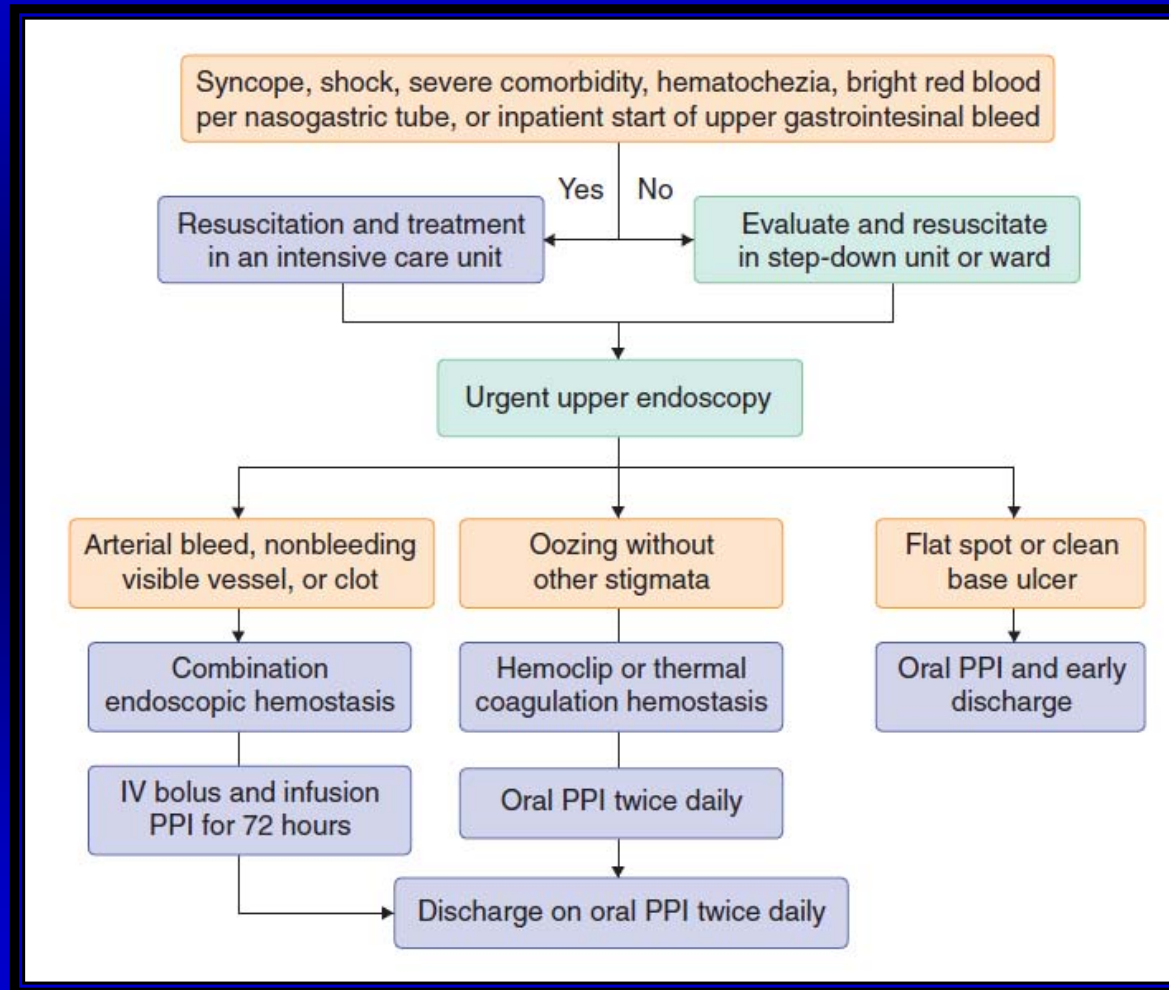 Syncope, shock, severe comorbidity, hematochezia, bright red blood
per nasogastric tube, or inpatient start of upper gastrointesinal bleed
Yes
No
Resuscitation and treatment
in an intensive care unit
Evaluate and resuscitate
in step-down unit or ward
Urgent upper endoscopy
Arterial bleed, nonbleeding
visible vessel, or clot
Oozing without
other stigmata
Flat spot or clean
base ulcer
Combination
endoscopic hemostasis
Hemoclip or thermal
coagulation hemostasis
Oral PPI and early
discharge
IV bolus and infusion
PPI for 72 hours
Oral PPI twice daily
Discharge on oral PPI twice daily